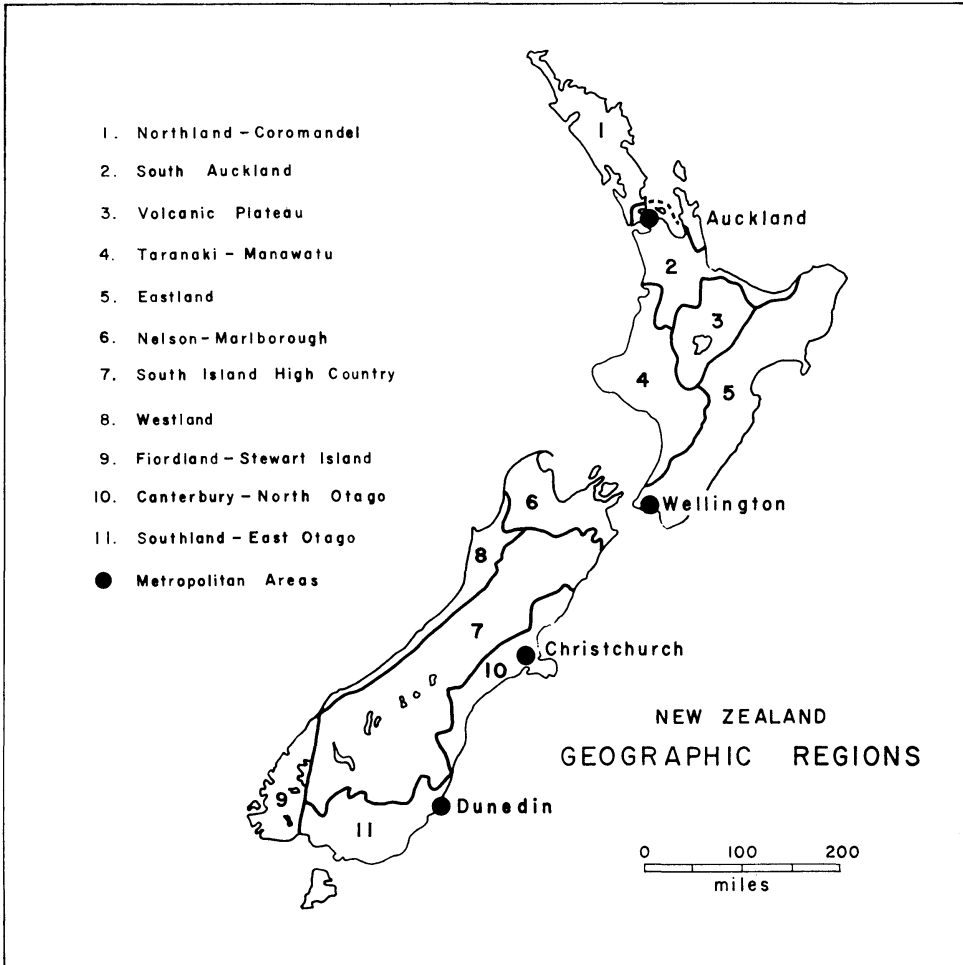 1. Northland-Coromandel
2. South Auckland
3. Volcanic Plateau
4. Taranaki-Manawatu
5. Eastland
6. Nelson-Marlborough
7. South Island High Country
8. Westland
9. Fiordland-Stewart Island
10. Canterbury-North Otago
11. Southland-East Otago
Metropolitan Areas
1
Auckland
2
3
4
5
6
Wellington
8
7
Christchurch
10
NEW ZEALAND
GEOGRAPHIC REGIONS
9
Dunedin
11
0 100 200
miles